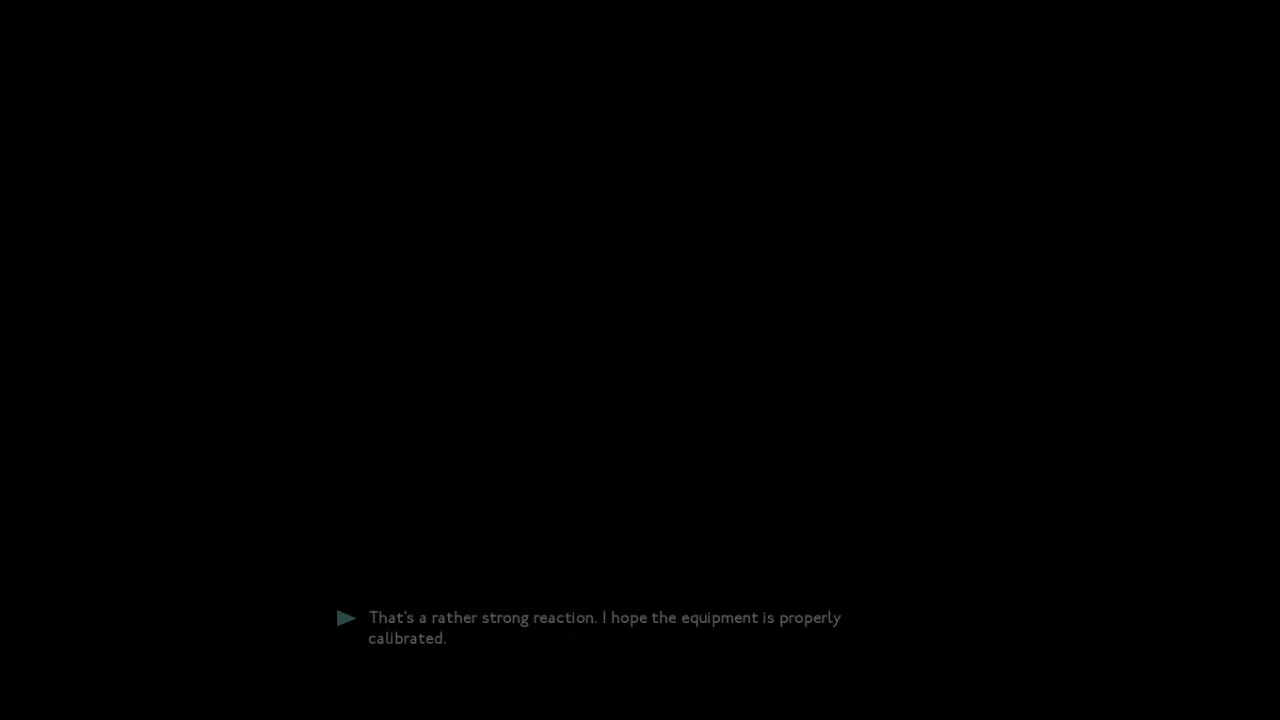 That's a rather strong reaction. I hope the equipment is properly
calibrated.